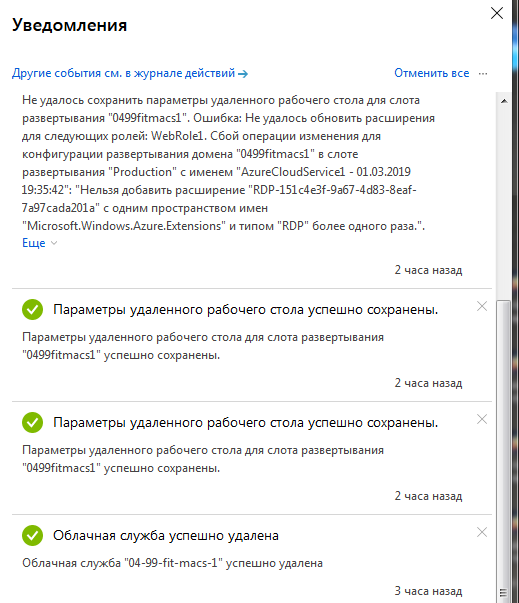 Уведомления
Другие события см. в журнале действий → Отменить все ...
Не удалось сохранить параметры удаленного рабочего стола для слота
развертывания "0499fitmacs1". Ошибка: Не удалось обновить расширения
для следующих ролей: WebRole1. Сбой операции изменения для
конфигурации развертывания домена "0499fitmacs1" в слоте
развертывания "Production" с именем "AzureCloudService1 - 01.03.2019
19:35:42": "Нельзя добавить расширение "RDP-151c4e3f-9a67-4d83-8eaf-
7a97cada201a" с одним пространством имен
"Microsoft.Windows.Azure.Extensions" и типом "RDP" более одного раза.".
Еще
2 часа назад
Параметры удаленного рабочего стола успешно сохранены.
Параметры удаленного рабочего стола для слота развертывания
"0499fitmacs1" успешно сохранены.
2 часа назад
Параметры удаленного рабочего стола успешно сохранены.
Параметры удаленного рабочего стола для слота развертывания
"0499fitmacs1" успешно сохранены.
2 часа назад
Облачная служба успешно удалена
Облачная служба "04-99-fit-macs-1" успешно удалена
3 часа назад